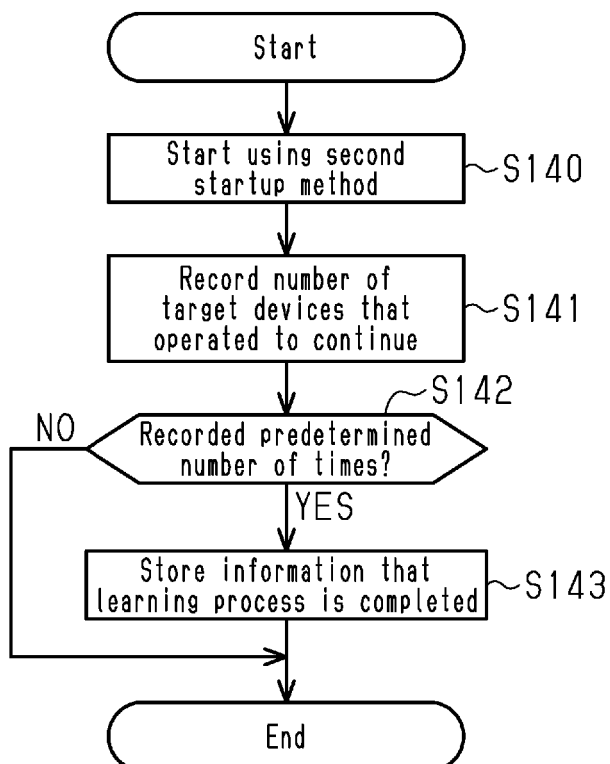 Start
Start using second
startup method
S140
Record number of
target devices that
operated to continue
S141
S142
NO
Recorded predetermined
number of times?
YES
Store information that
learning process is completed
S143
End